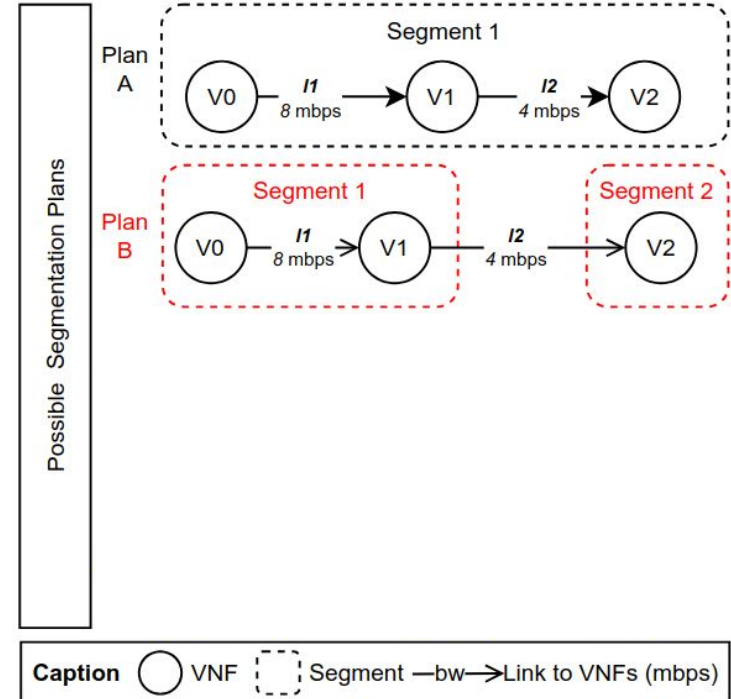 Possible Segmentation Plans
Plan
A
Segment 1
V0
l1
8 mbps
V1
l2
4 mbps
V2
Plan
B
Segment 1
Segment 2
V0
l1
8 mbps
V1
l2
4 mbps
V2
Caption VNF Segment bw Link to VNFs (mbps)